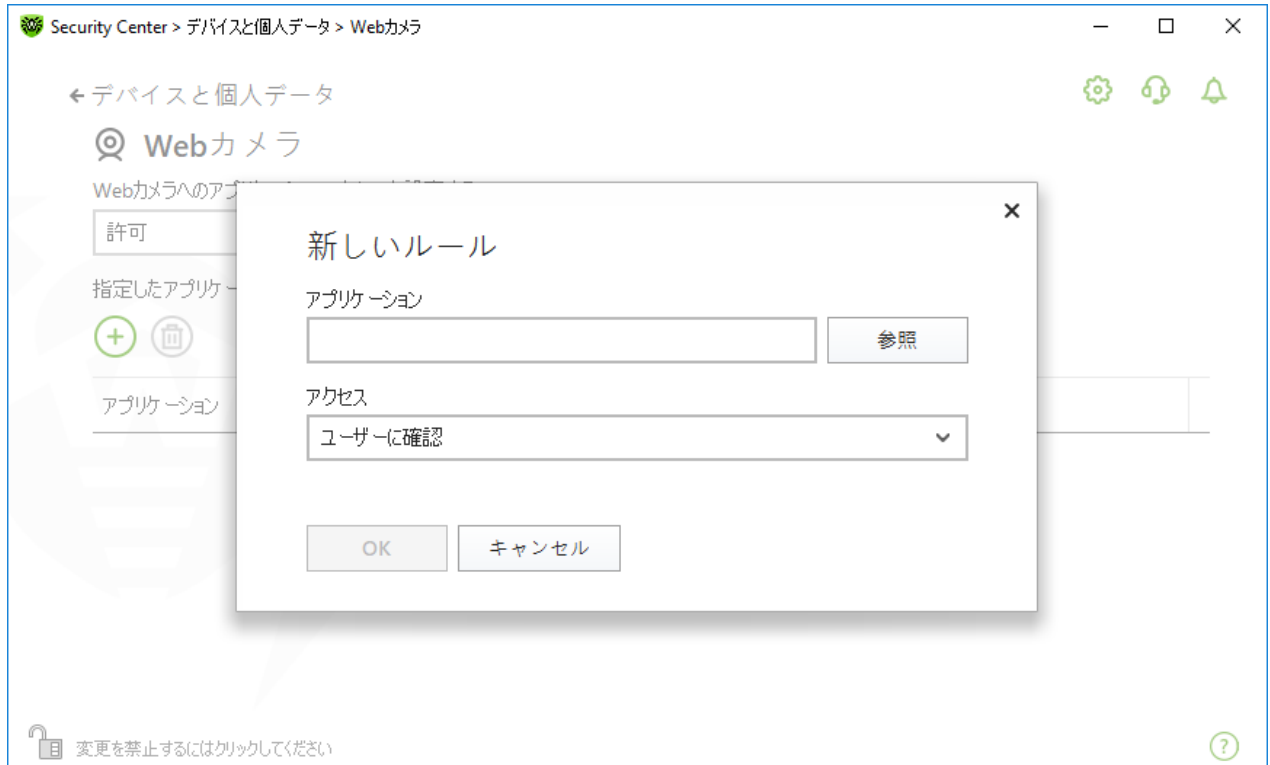 Security Center > デバイスと個人データ > Webカメラ
デバイスと個人データ
Webカメラ
Webカメラへのアプ
許可
指定したアプリケー
アプリケーション
新しいルール
アプリケーション
参照
アクセス
ユーザーに確認
OK
キャンセル
変更を禁止するにはクリックしてください
?